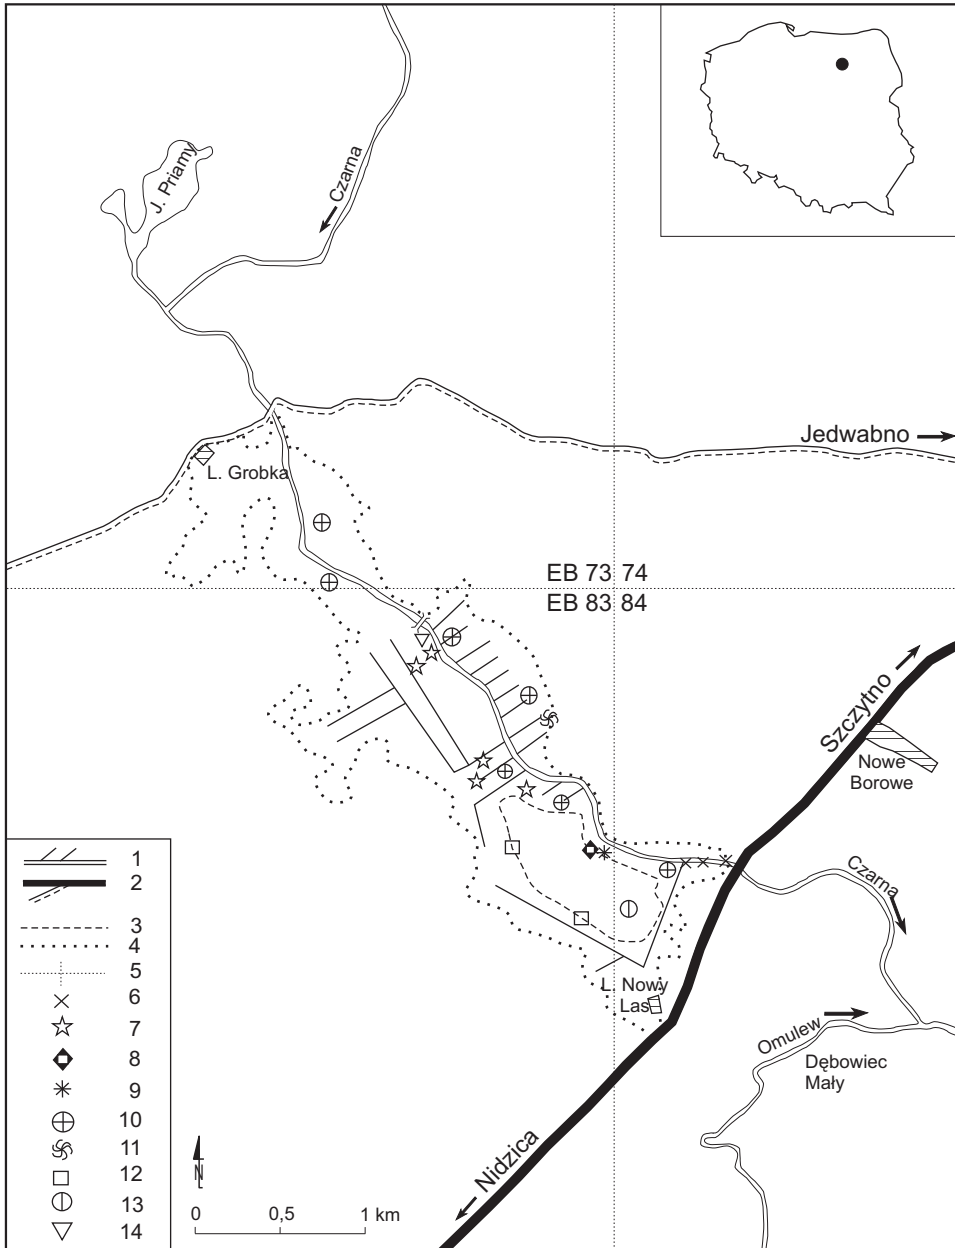 J. Priamy
Czarna
Jedwabno
L. Grobka
EB 73 74
EB 83 84
Szczytno
Nowe
Borowe
Czarna
L. Nowy
Las
Omulew
Dębowiec
Mały
Nidzica
1
2
3
4
5
6
7
8
9
10
11
12
13
14
N
0 0,5 1 km